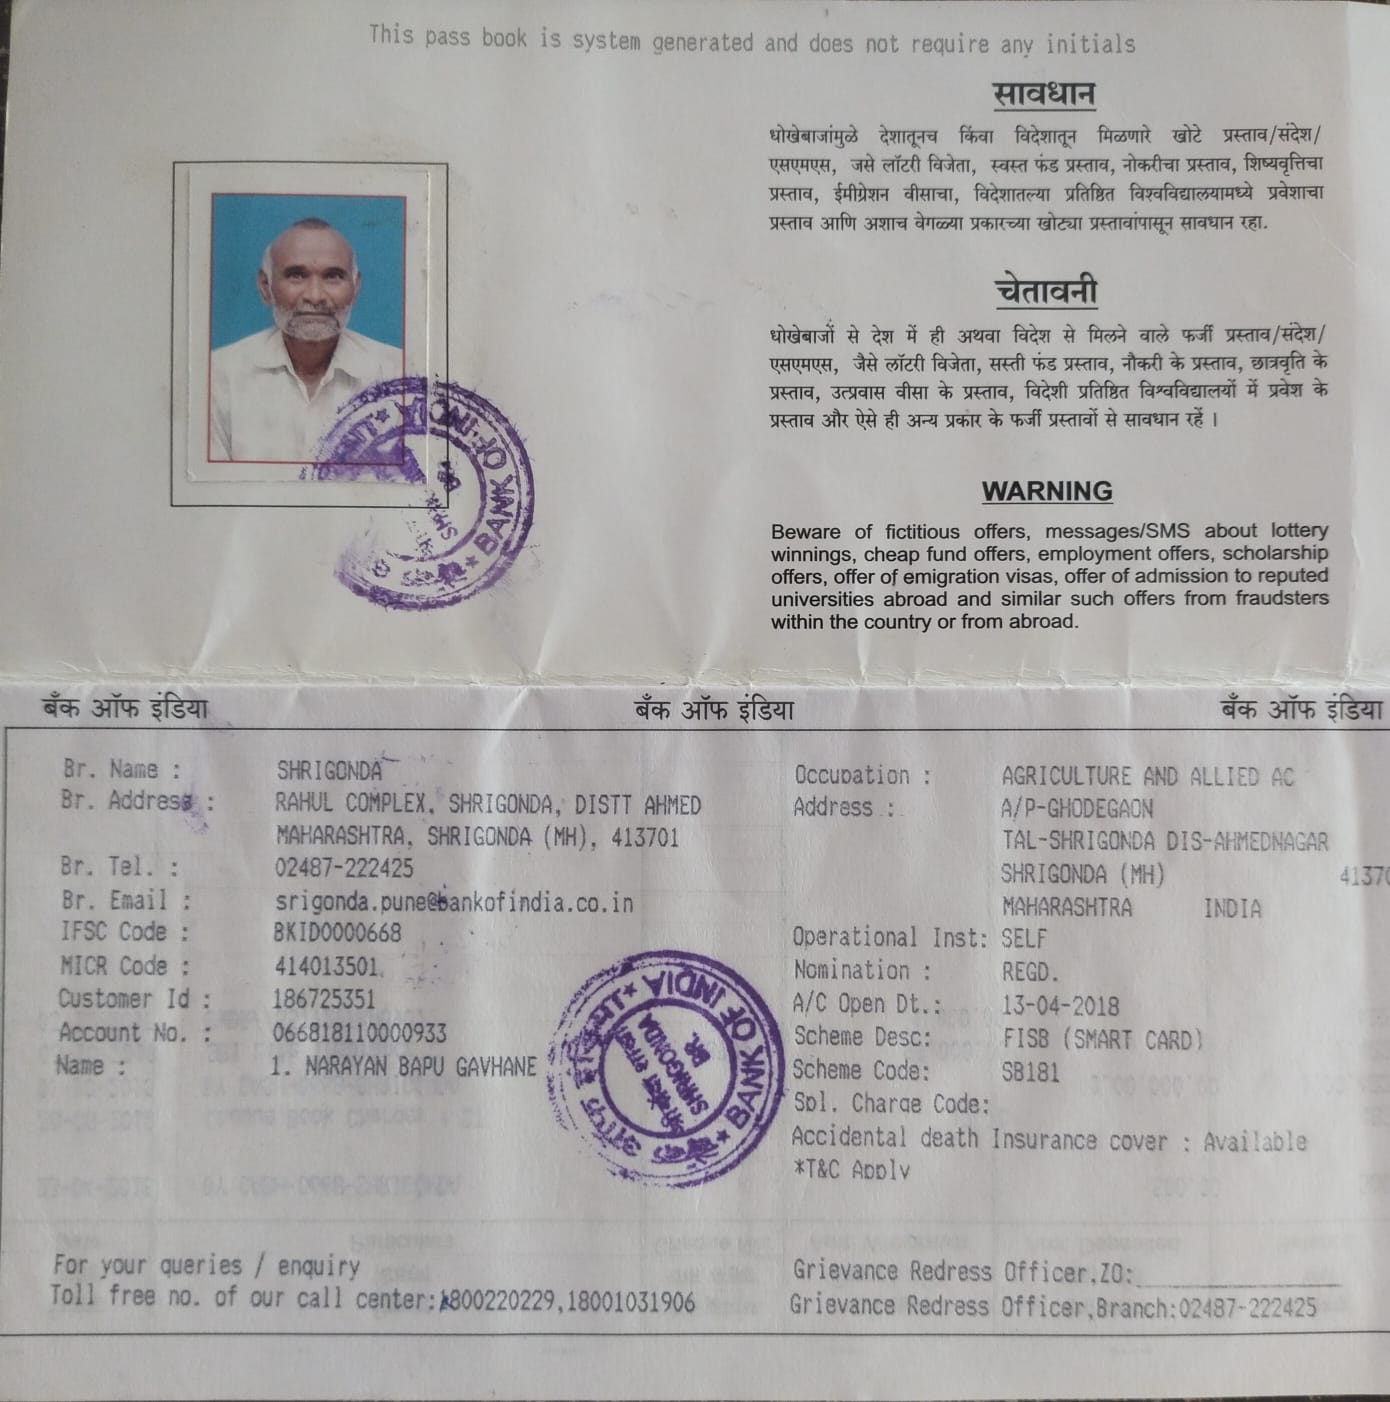 This pass book is system generated and does not require any initials
सावधान
धोखेबाजांमुळे देशातूनच किंवा विदेशातून मिळणारे खोटे प्रस्ताव/संदेश/
एसएमएस, जसे लॉटरी विजेता, स्वस्त फंड प्रस्ताव, नोकरीचा प्रस्ताव, शिष्यवृत्तिचा
प्रस्ताव, ईमीग्रेशन वीसाचा, विदेशातल्या प्रतिष्ठित विश्वविद्यालयामध्ये प्रवेशाचा
प्रस्ताव आणि अशाच वेगळ्या प्रकारच्या खोट्या प्रस्तावांपासून सावधान रहा.
चेतावनी
धोखेबाजों से देश में ही अथवा विदेश से मिलने वाले फर्जी प्रस्ताव/संदेश/
एसएमएस, जैसे लॉटरी विजेता, सस्ती फंड प्रस्ताव, नौकरी के प्रस्ताव, छात्रवृति के
प्रस्ताव, उत्प्रवास वीसा के प्रस्ताव, विदेशी प्रतिष्ठित विश्वविद्यालयों में प्रवेश के
प्रस्ताव और ऐसे ही अन्य प्रकार के फर्जी प्रस्तावों से सावधान रहें ।
WARNING
Beware of fictitious offers, messages/SMS about lottery
winnings, cheap fund offers, employment offers, scholarship
offers, offer of emigration visas, offer of admission to reputed
universities abroad and similar such offers from fraudsters
within the country or from abroad.
BANK OF INDIA
बैंक ऑफ इंडिया बैंक ऑफ इंडिया बैंक ऑफ इंडिया
Br. Name : SHRIGONDA
Br. Address : RAHUL COMPLEX, SHRIGONDA, DISTT AHMED
MAHARASHTRA, SHRIGONDA (MH), 413701
Br. Tel. : 02487-222425
Br. Email : srigonda.pune@bankofindia.co.in
IFSC Code : BKID0000668
MICR Code : 414013501
Customer Id : 186725351
Account No. : 066818110000933
Name : 1. NARAYAN BAPU GAVHANE
BANK OF INDIA
SHRIGONDA
BR.
Occupation : AGRICULTURE AND ALLIED AC
Address : A/P-GHODEGAON
TAL-SHRIGONDA DIS-AHMEDNAGAR
SHRIGONDA (MH) 4137
MAHARASHTRA INDIA
Operational Inst: SELF
Nomination : REGD.
A/C Open Dt.: 13-04-2018
Scheme Desc: FISB (SMART CARD)
Scheme Code: SB181
Spl. Charge Code:
Accidental death Insurance cover : Available
*T&C Apply
For your queries / enquiry
Toll free no. of our call center:1800220229,18001031906
Grievance Redress Officer,ZO:
Grievance Redress Officer,Branch:02487-222425